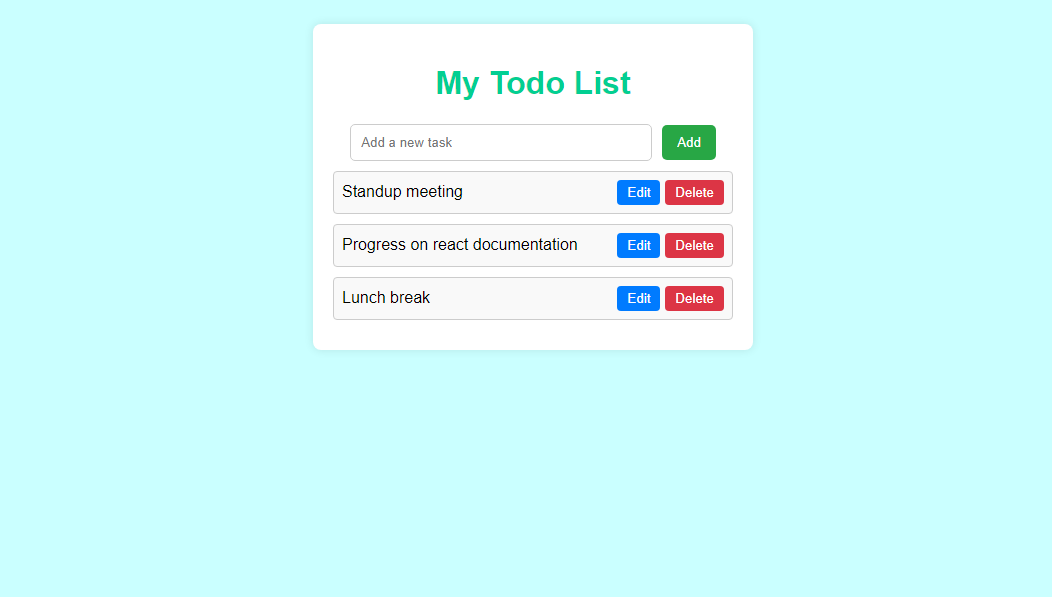 My Todo List
Add a new task Add
Standup meeting Edit Delete
Progress on react documentation Edit Delete
Lunch break Edit Delete